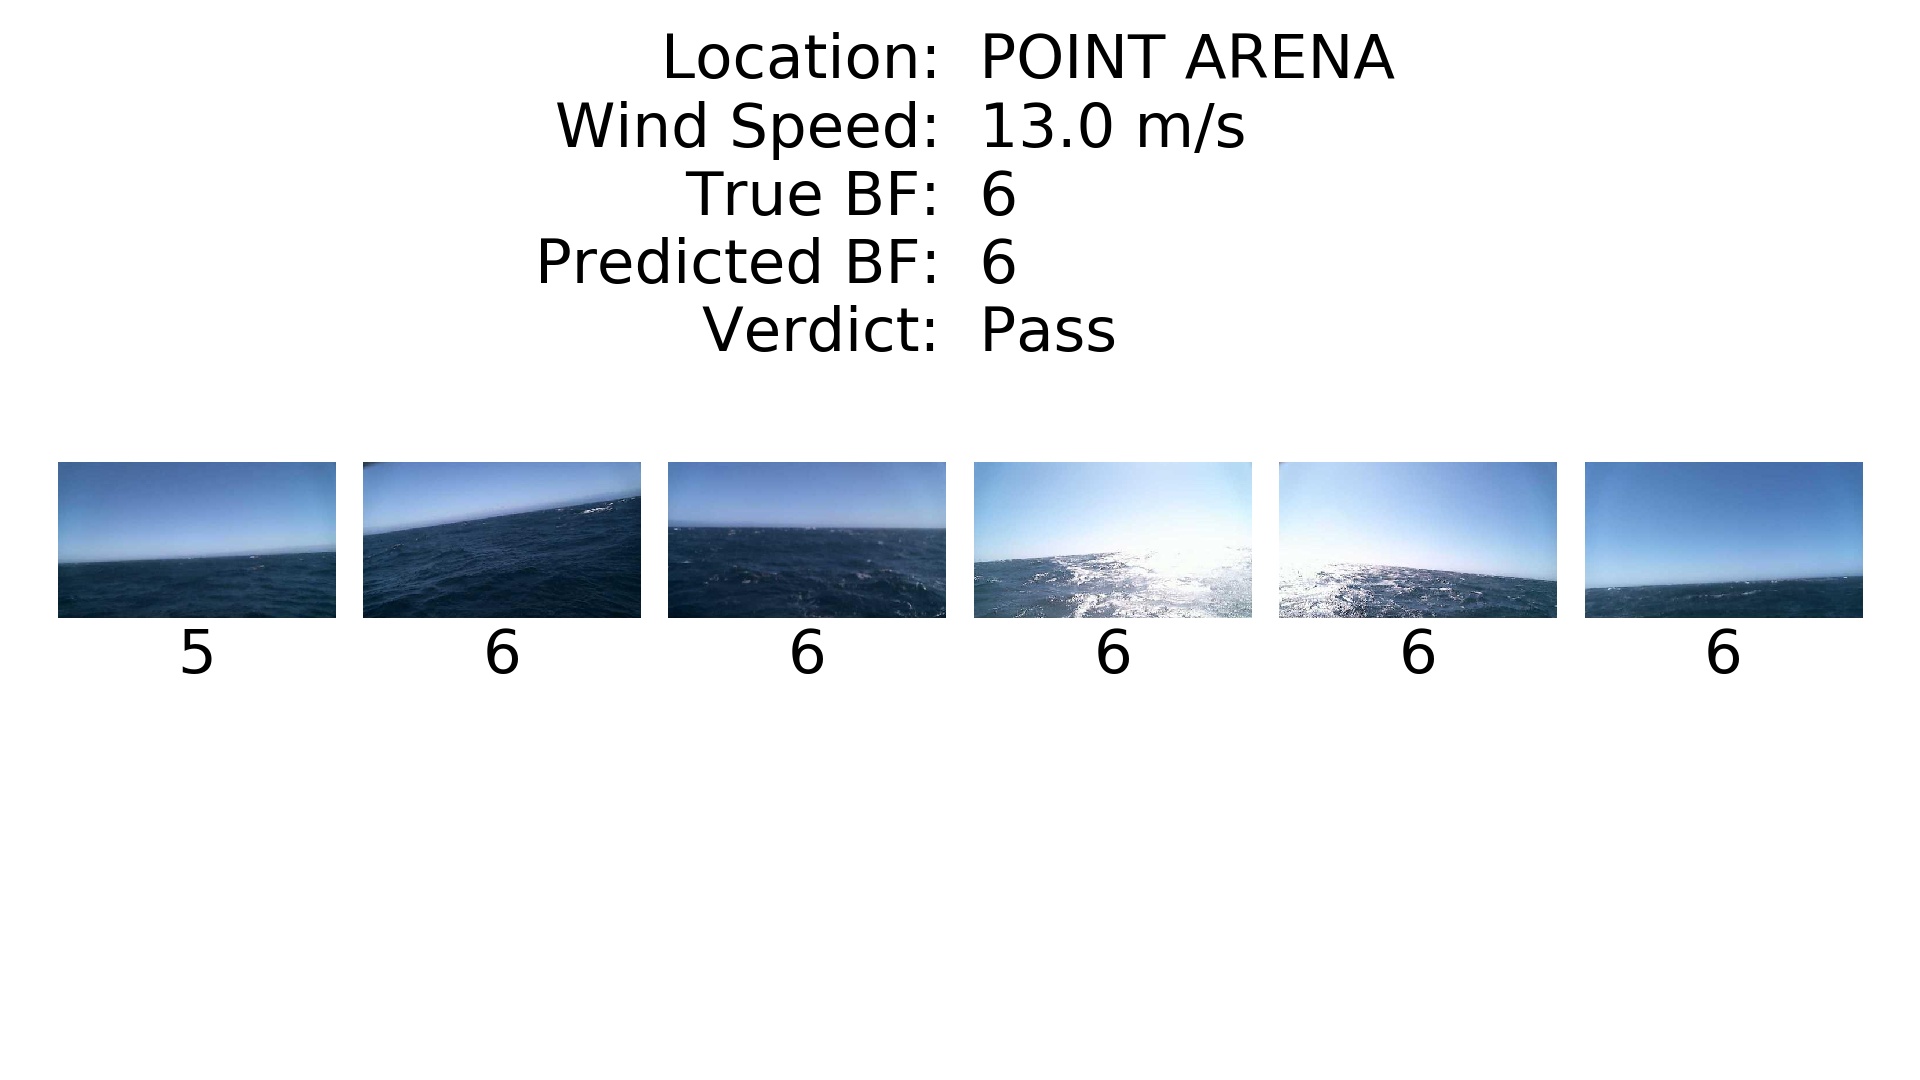 Location: POINT ARENA
Wind Speed: 13.0 m/s
True BF: 6
Predicted BF: 6
Verdict: Pass
5 6 6 6 6 6